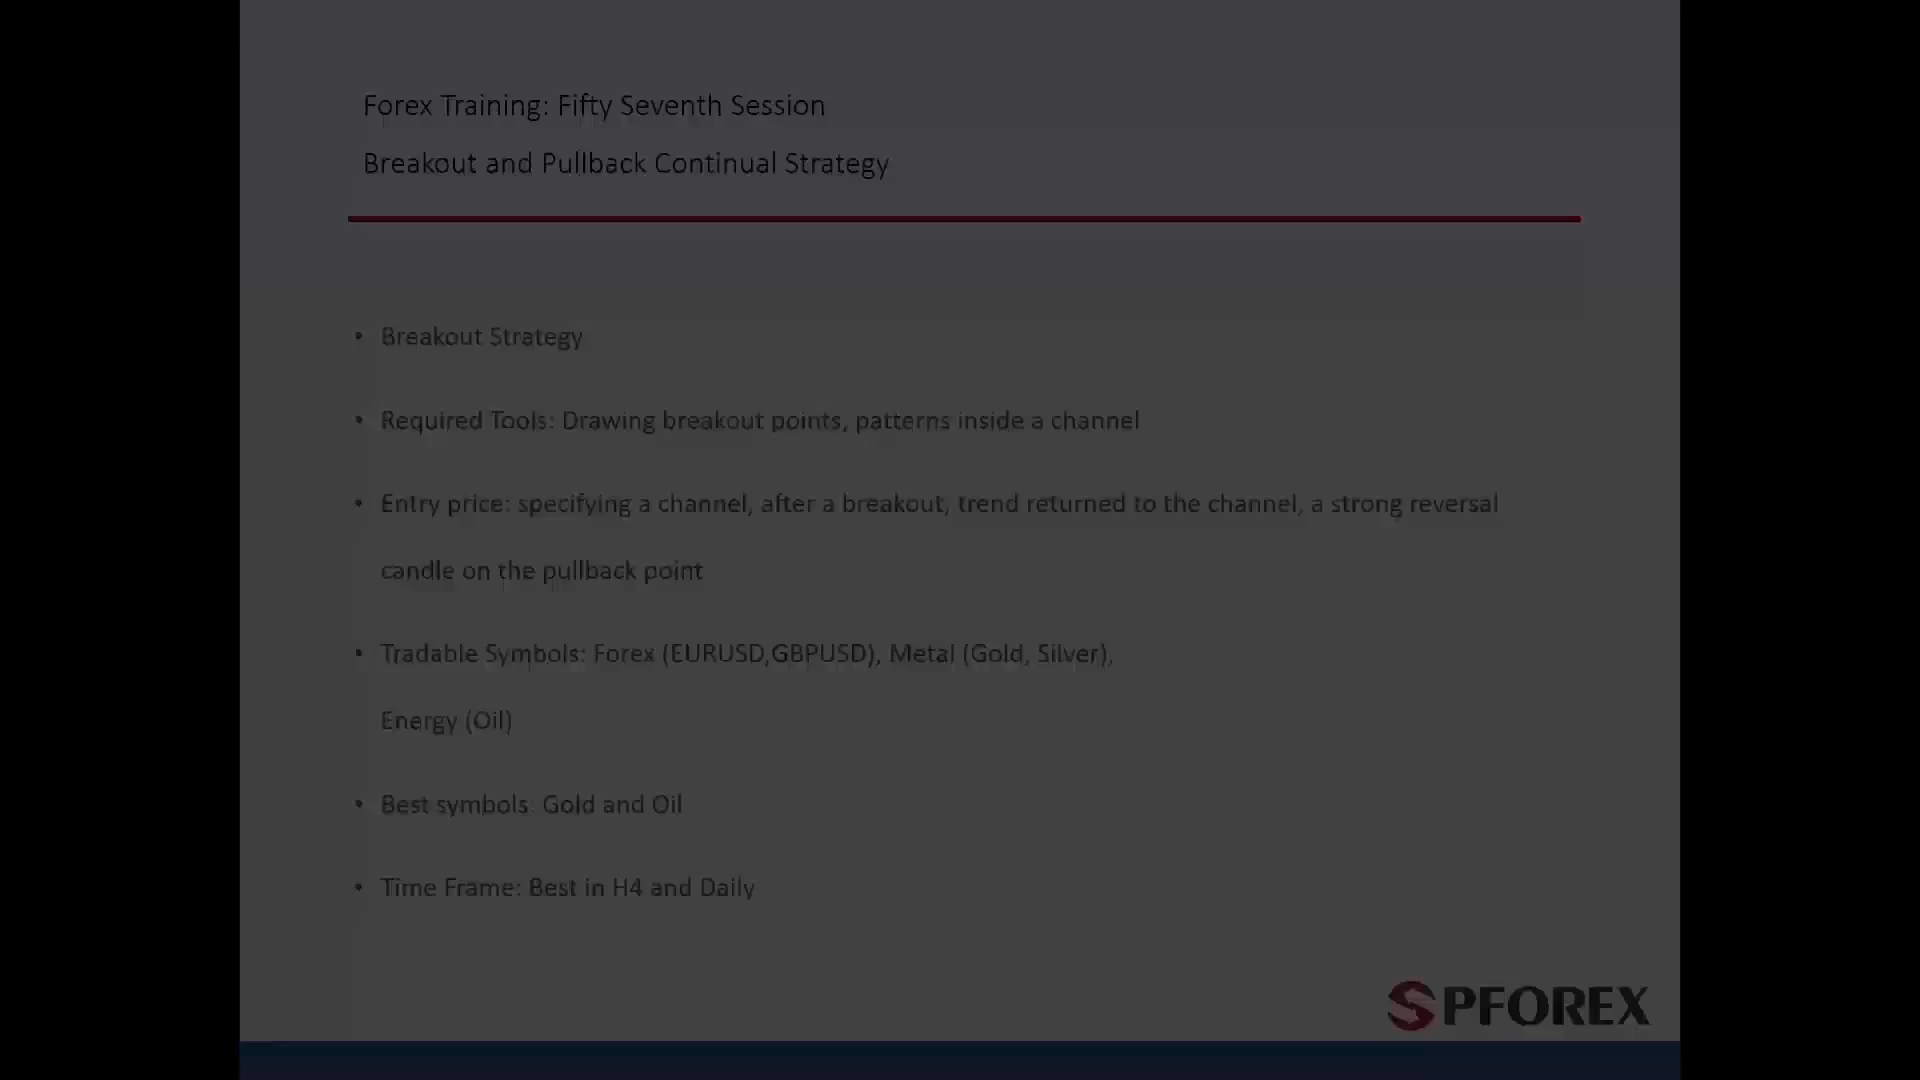 Forex Training: Fifty Seventh Session
Breakout and Pullback Continual Strategy
• Breakout Strategy
• Required Tools: Drawing breakout points, patterns inside a channel
• Entry price: specifying a channel, after a breakout, trend returned to the channel, a strong reversal
candle on the pullback point
• Tradable Symbols: Forex (EURUSD,GBPUSD), Metal (Gold, Silver),
Energy (Oil)
• Best symbols: Gold and Oil
• Time Frame: Best in H4 and Daily
SPFOREX